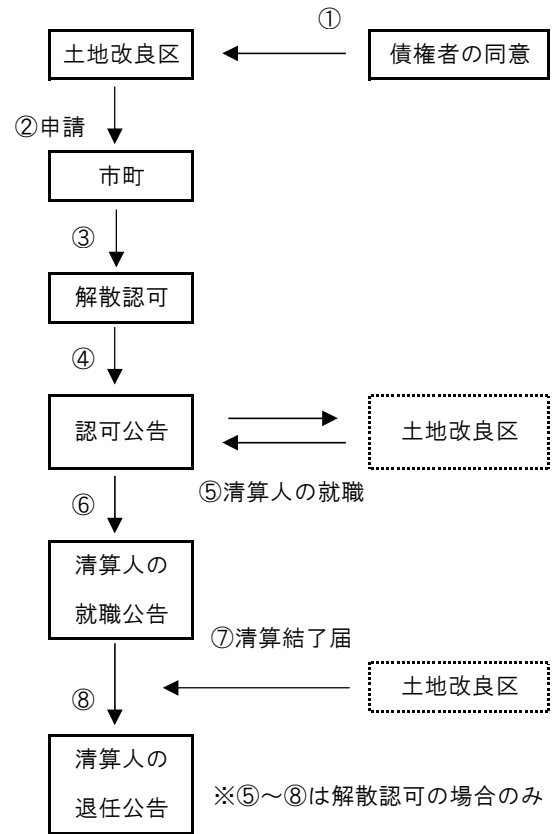 ①
土地改良区
債権者の同意
②申請
市町
③
解散認可
④
認可公告
土地改良区
⑤清算人の就職
⑥
清算人の
就職公告
⑦清算結了届
土地改良区
⑧
清算人の
退任公告
※⑤～⑧は解散認可の場合のみ